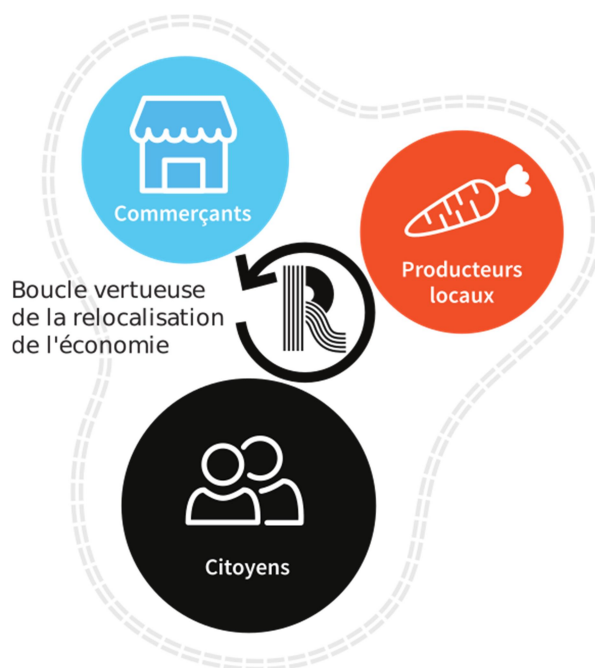 Commerçants
Producteurs
locaux
Boucle vertueuse
de la relocalisation
de l'économie
R
Citoyens